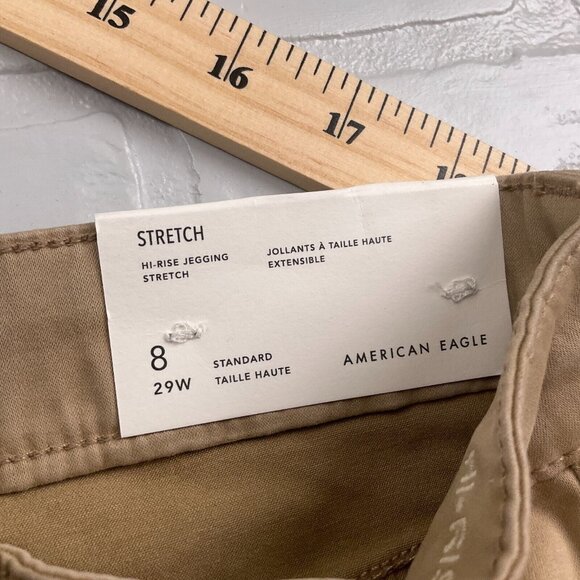 15
16
17
18
STRETCH
HI-RISE JEGGING
STRETCH
JOLLANTS À TAILLE HAUTE
EXTENSIBLE
8
29W
STANDARD
TAILLE HAUTE
AMERICAN EAGLE